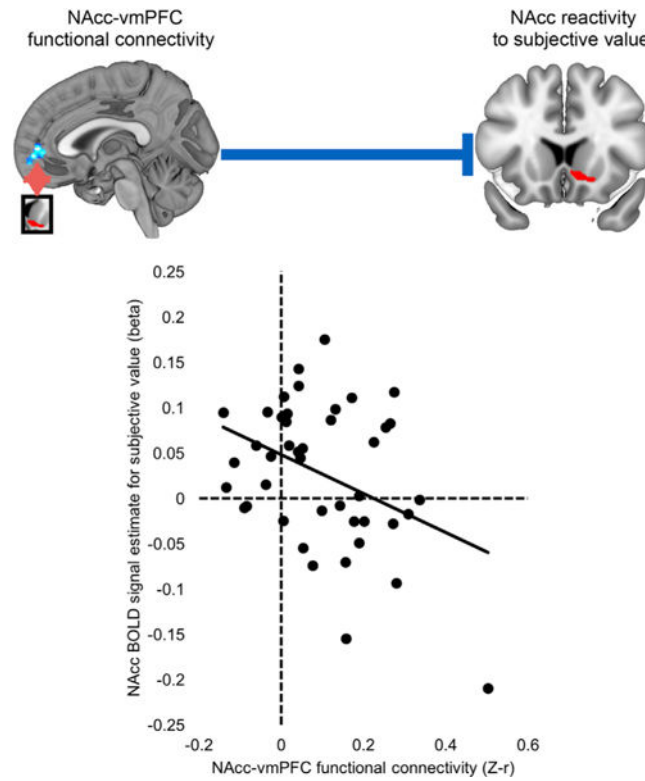 NAcc-vmPFC
functional connectivity
NAcc reactivity
to subjective value
NAcc BOLD signal estimate for subjective value (beta)
0.25
0.2
0.15
0.1
0.05
0
-0.05
-0.1
-0.15
-0.2
-0.25
-0.2
0
0.2
0.4
0.6
NAcc-vmPFC functional connectivity (Z-r)